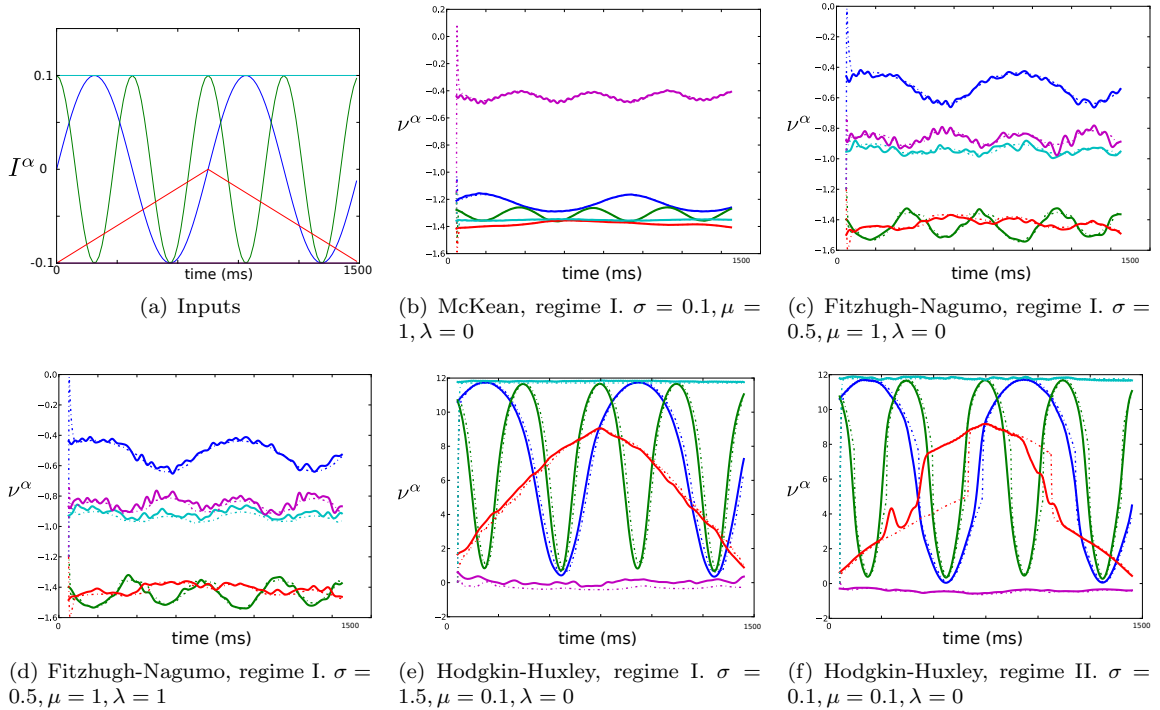 0.1
I^α
0
-0.1
0
1500
time (ms)
(a) Inputs
0.2
0.0
−0.2
−0.4
−0.6
ν^α
−0.8
−1.0
−1.2
−1.4
−1.6
0
1500
time (ms)
(b) McKean, regime I. σ = 0.1, μ =
1, λ = 0
0.0
−0.2
−0.4
−0.6
ν^α
−0.8
−1.0
−1.2
−1.4
−1.6
0
1500
time (ms)
(c) Fitzhugh-Nagumo, regime I. σ =
0.5, μ = 1, λ = 0
0.0
−0.2
−0.4
−0.6
ν^α
−0.8
−1.0
−1.2
−1.4
−1.6
0
1500
time (ms)
(d) Fitzhugh-Nagumo, regime I. σ =
0.5, μ = 1, λ = 1
12
10
8
ν^α
6
4
2
0
−2
0
1500
time (ms)
(e) Hodgkin-Huxley, regime I. σ =
1.5, μ = 0.1, λ = 0
12
10
8
ν^α
6
4
2
0
−2
0
1500
time (ms)
(f) Hodgkin-Huxley, regime II. σ =
0.1, μ = 0.1, λ = 0